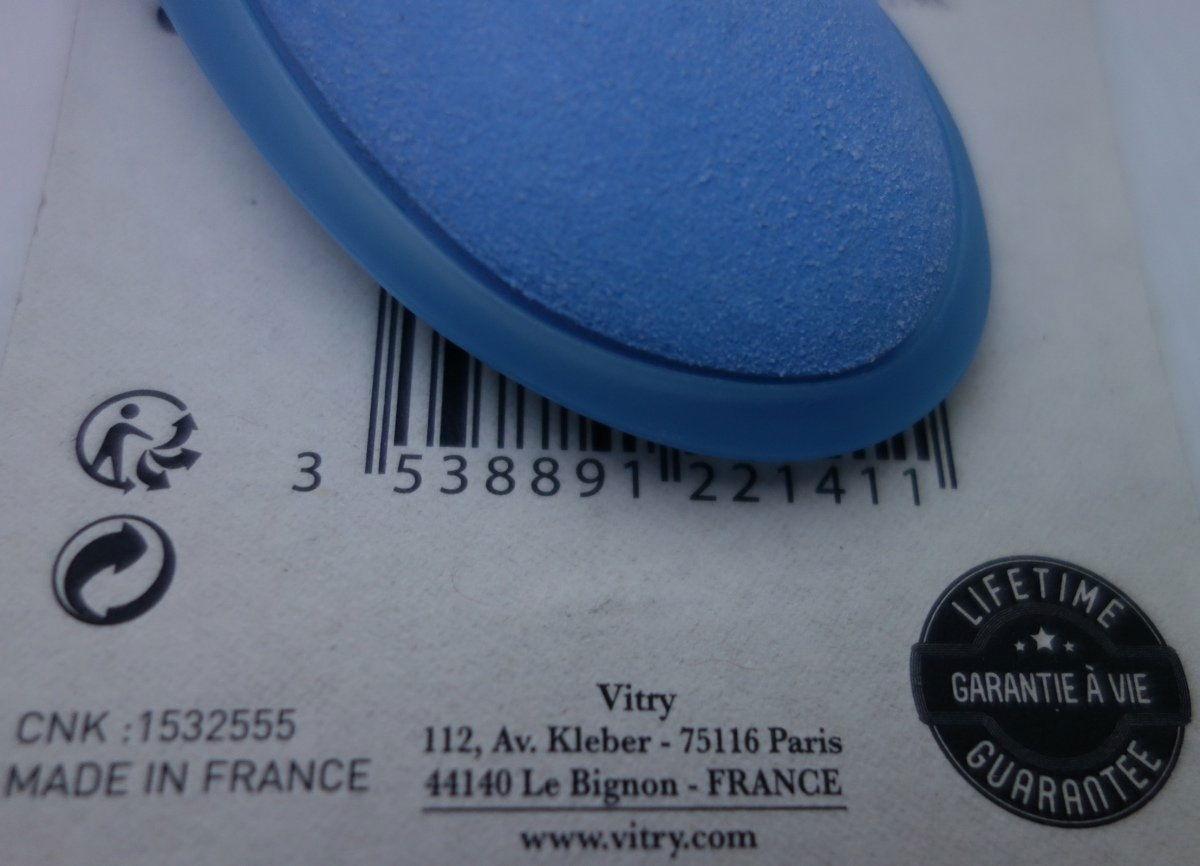 3 538891 221411
LIFETIME
GARANTIE À VIE
GUARANTEE
CNK :1532555
MADE IN FRANCE
Vitry
112, Av. Kleber - 75116 Paris
44140 Le Bignon - FRANCE
www.vitry.com